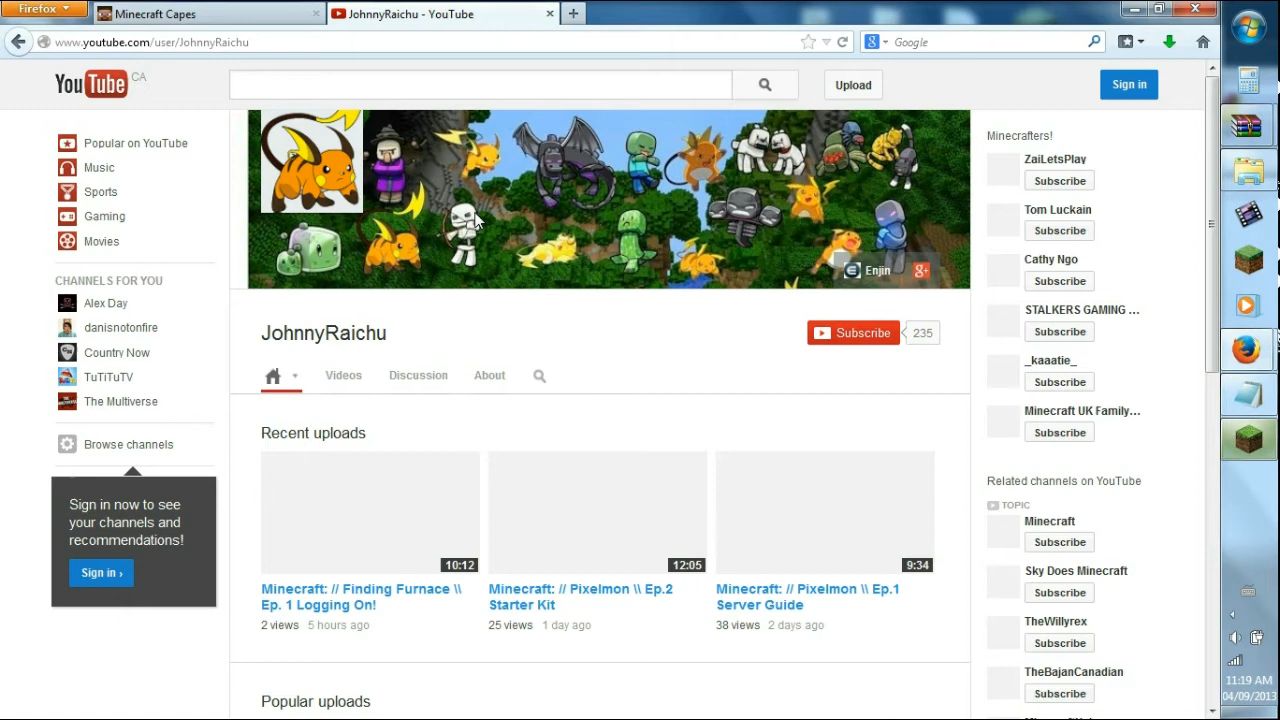 Firefox
Minecraft Capes
JohnnyRaichu - YouTube
www.youtube.com/user/JohnnyRaichu
Google
YouTube CA
Upload
Sign in
Popular on YouTube
Music
Sports
Gaming
Movies
CHANNELS FOR YOU
Alex Day
danisnotonfire
Country Now
TuTiTuTV
The Multiverse
Browse channels
Sign in now to see
your channels and
recommendations!
Sign in ›
Enjin
g+
JohnnyRaichu
Subscribe
235
Videos
Discussion
About
Recent uploads
10:12
12:05
9:34
Minecraft: // Finding Furnace \\
Ep. 1 Logging On!
2 views 5 hours ago
Minecraft: // Pixelmon \\ Ep.2
Starter Kit
25 views 1 day ago
Minecraft: // Pixelmon \\ Ep.1
Server Guide
38 views 2 days ago
Popular uploads
Minecrafters!
ZaiLetsPlay
Subscribe
Tom Luckain
Subscribe
Cathy Ngo
Subscribe
STALKERS GAMING ...
Subscribe
_kaaatie_
Subscribe
Minecraft UK Family...
Subscribe
Related channels on YouTube
TOPIC
Minecraft
Subscribe
Sky Does Minecraft
Subscribe
TheWillyrex
Subscribe
TheBajanCanadian
Subscribe
11:19 AM
04/09/2013